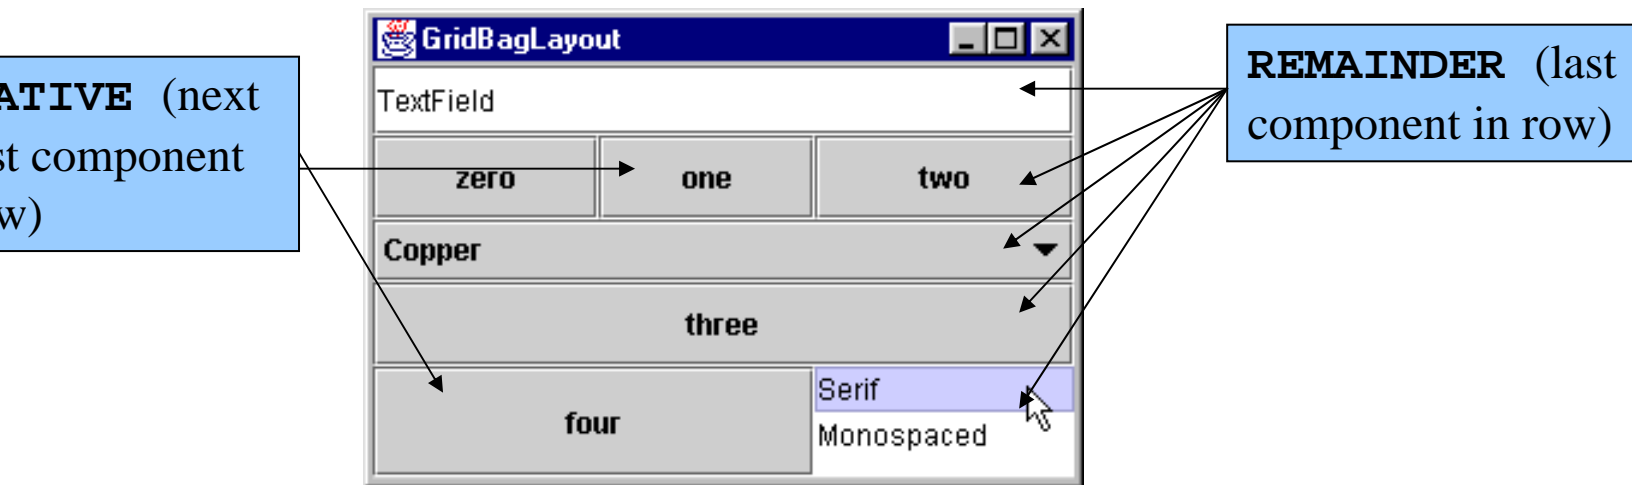 GridBagLayout
ATIVE (next
st component
w)
TextField
zero one two
Copper
three
four
Serif
Monospaced
REMAINDER (last
component in row)